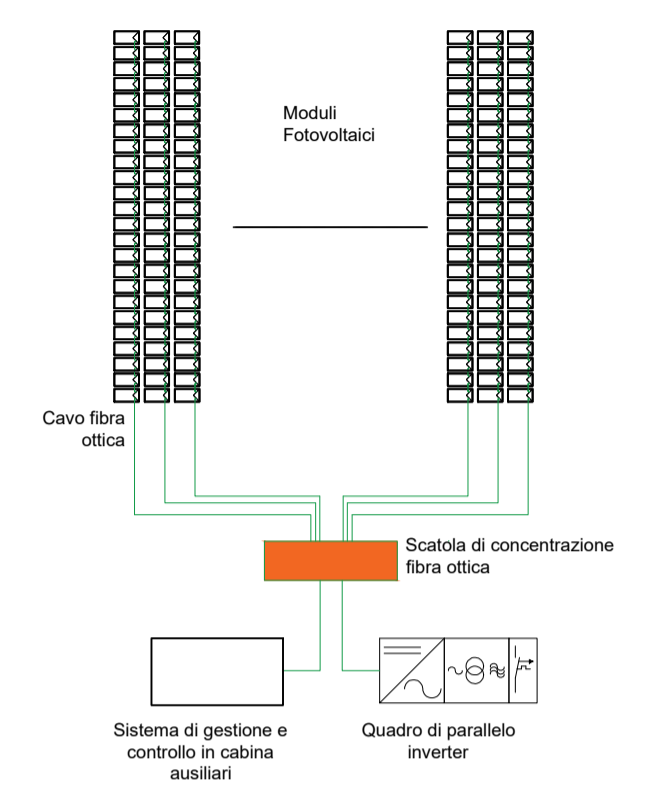 Moduli
Fotovoltaici
Cavo fibra
ottica
Scatola di concentrazione
fibra ottica
Sistema di gestione e
controllo in cabina
ausiliari
Quadro di parallelo
inverter